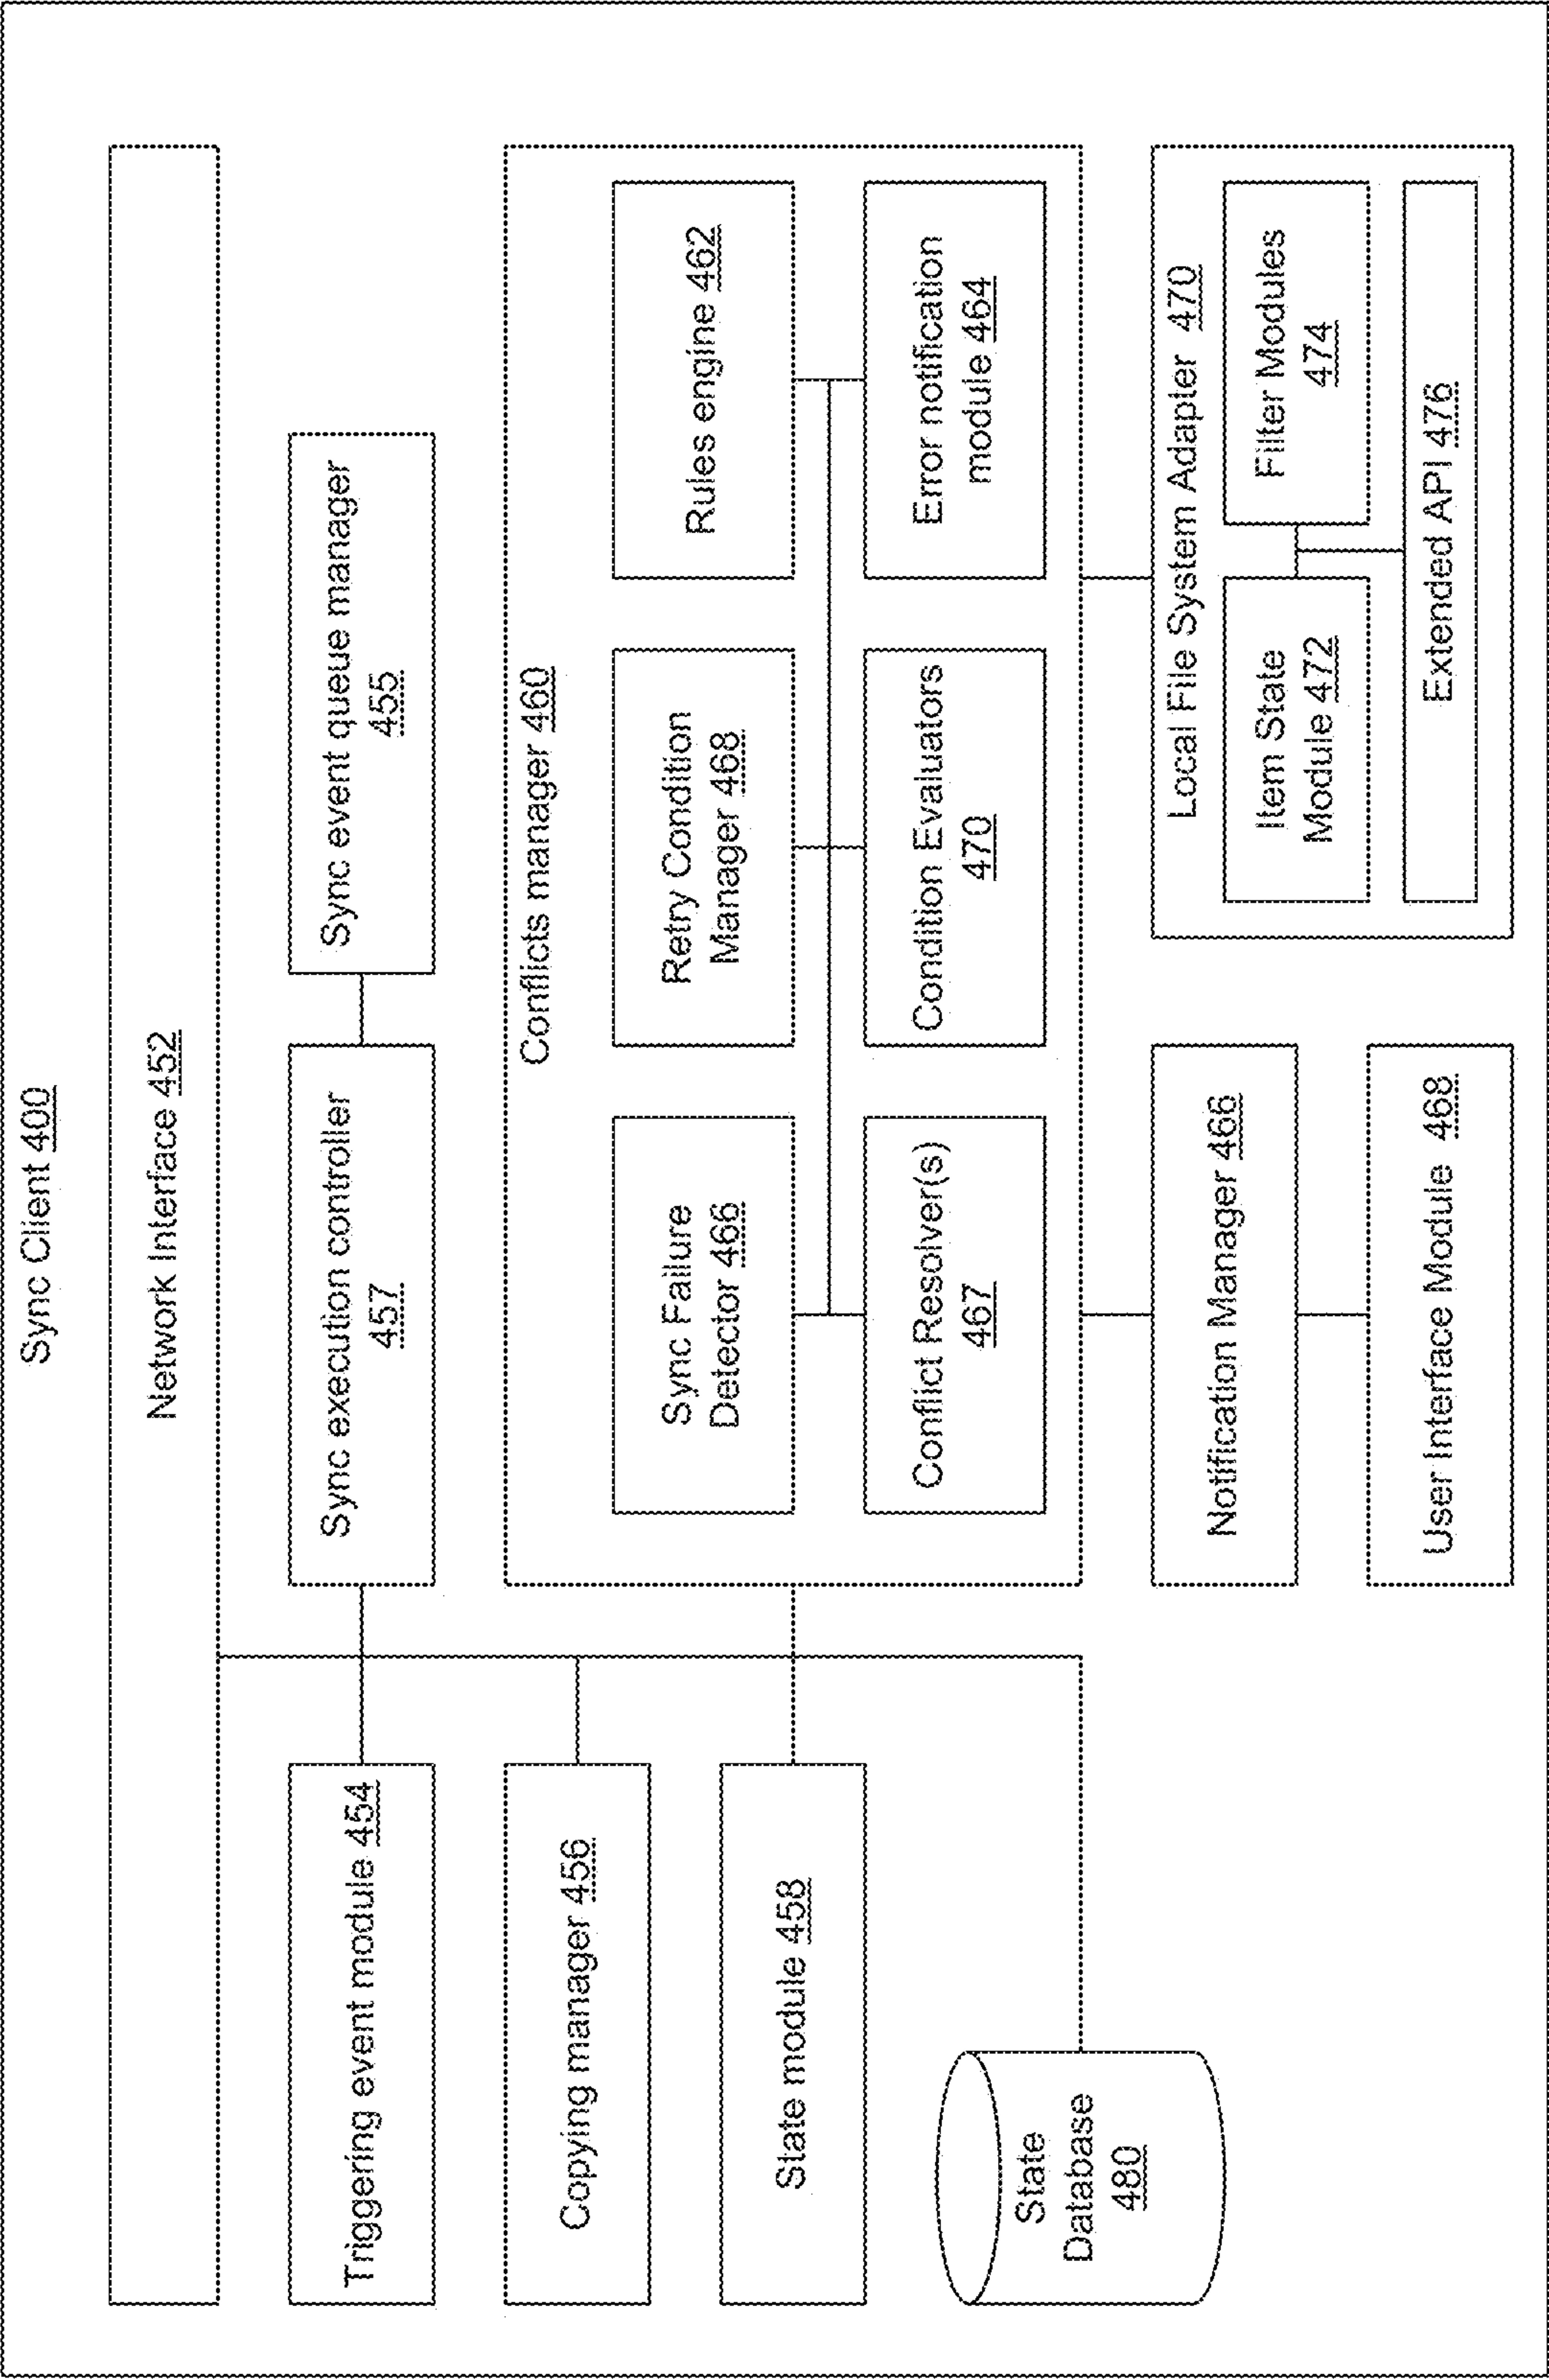 Sync Client 400
Network Interface 452
Triggering event module 454
Sync execution controller
457
Sync event queue manager
455
Copying manager 456
State module 458
State
Database
480
Conflicts manager 460
Sync Failure
Detector 466
Retry Condition
Manager 468
Rules engine 462
Conflict Resolver(s)
467
Condition Evaluators
470
Error notification
module 464
Notification Manager 466
User Interface Module 468
Local File System Adapter 470
Item State
Module 472
Filter Modules
474
Extended API 476